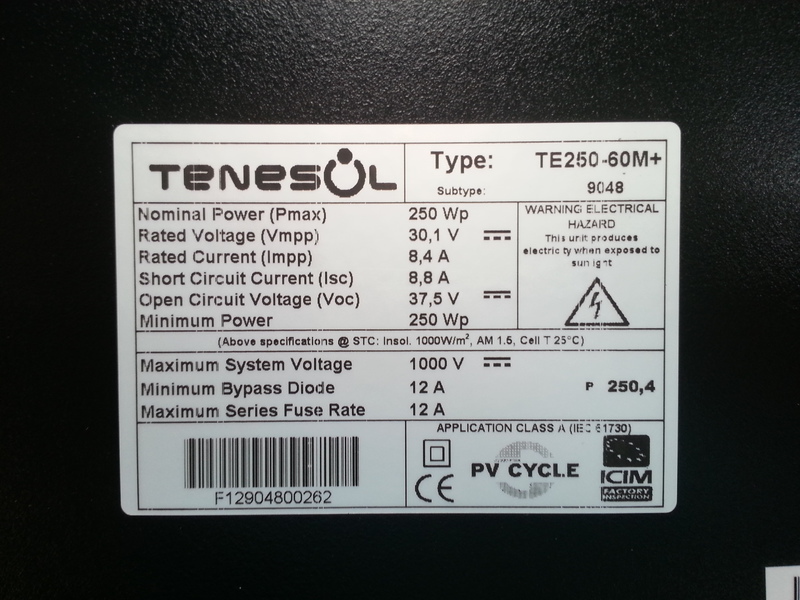 TENESOL
Type: TE250-60M+
Subtype: 9048
Nominal Power (Pmax) 250 Wp
Rated Voltage (Vmpp) 30,1 V
Rated Current (Impp) 8,4 A
Short Circuit Current (Isc) 8,8 A
Open Circuit Voltage (Voc) 37,5 V
Minimum Power 250 Wp
WARNING ELECTRICAL
HAZARD
This unit produces
electricity when exposed to
sunlight
(Above specifications @ STC: Insol. 1000W/m², AM 1.5, Cell T 25°C)
Maximum System Voltage 1000 V
Minimum Bypass Diode 12 A
P 250,4
Maximum Series Fuse Rate 12 A
F12904800262
APPLICATION CLASS A (IEC 61730)
CE
PV CYCLE
ICIM
FACTORY
INSPECTION